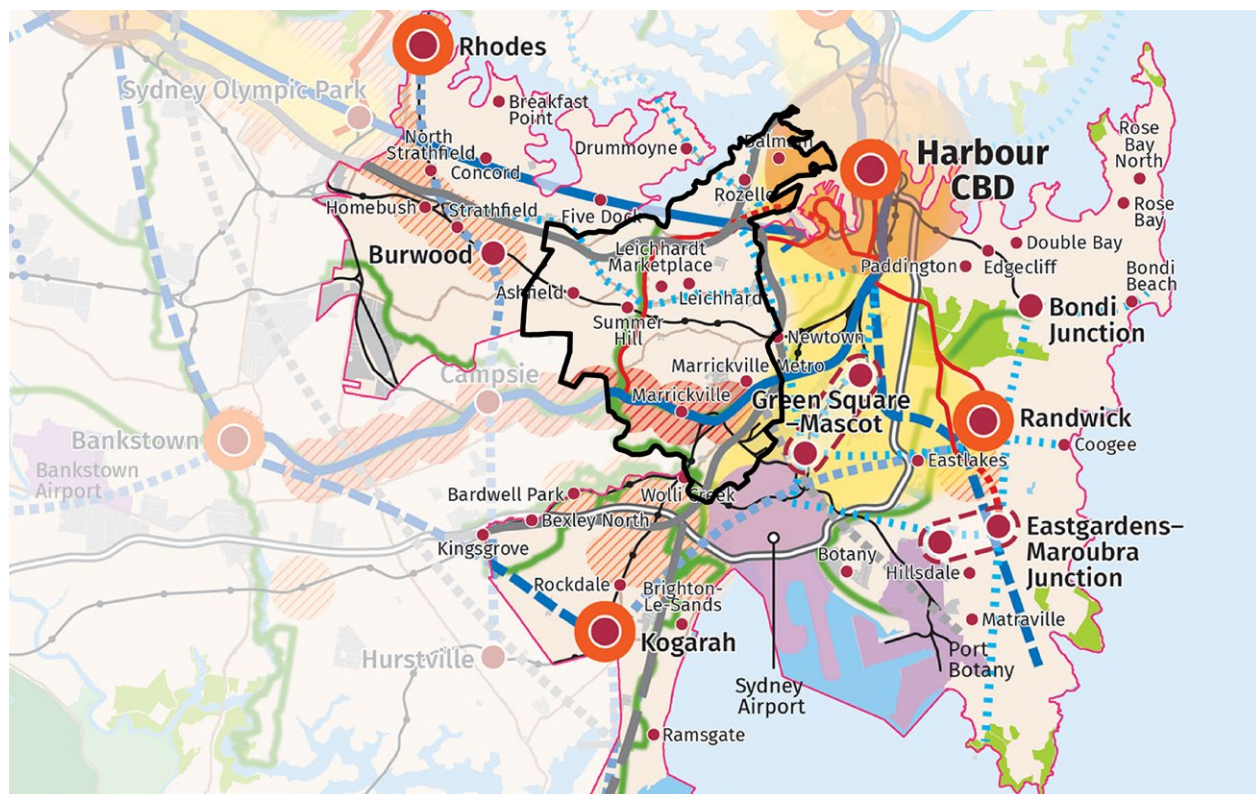 Rhodes
Sydney Olympic Park
Breakfast
Point
North
Strathfield
Concord
Drummoyne
Balmain
Harbour
CBD
Rose
Bay
North
Rozelle
Homebush
Strathfield
Five Dock
Rose
Bay
Burwood
Leichhardt
Marketplace
Double Bay
Paddington
Edgecliff
Bondi
Beach
Ashfield
Leichhardt
Bondi
Junction
Summer
Hill
Newtown
Marrickville Metro
Campsie
Marrickville
Green Square
–Mascot
Randwick
Bankstown
Coogee
Bankstown
Airport
Eastlakes
Bardwell Park
Wolli Creek
Bexley North
Eastgardens–
Maroubra
Junction
Kingsgrove
Botany
Hillsdale
Rockdale
Brighton-
Le-Sands
Matraville
Kogarah
Hurstville
Port
Botany
Sydney
Airport
Ramsgate